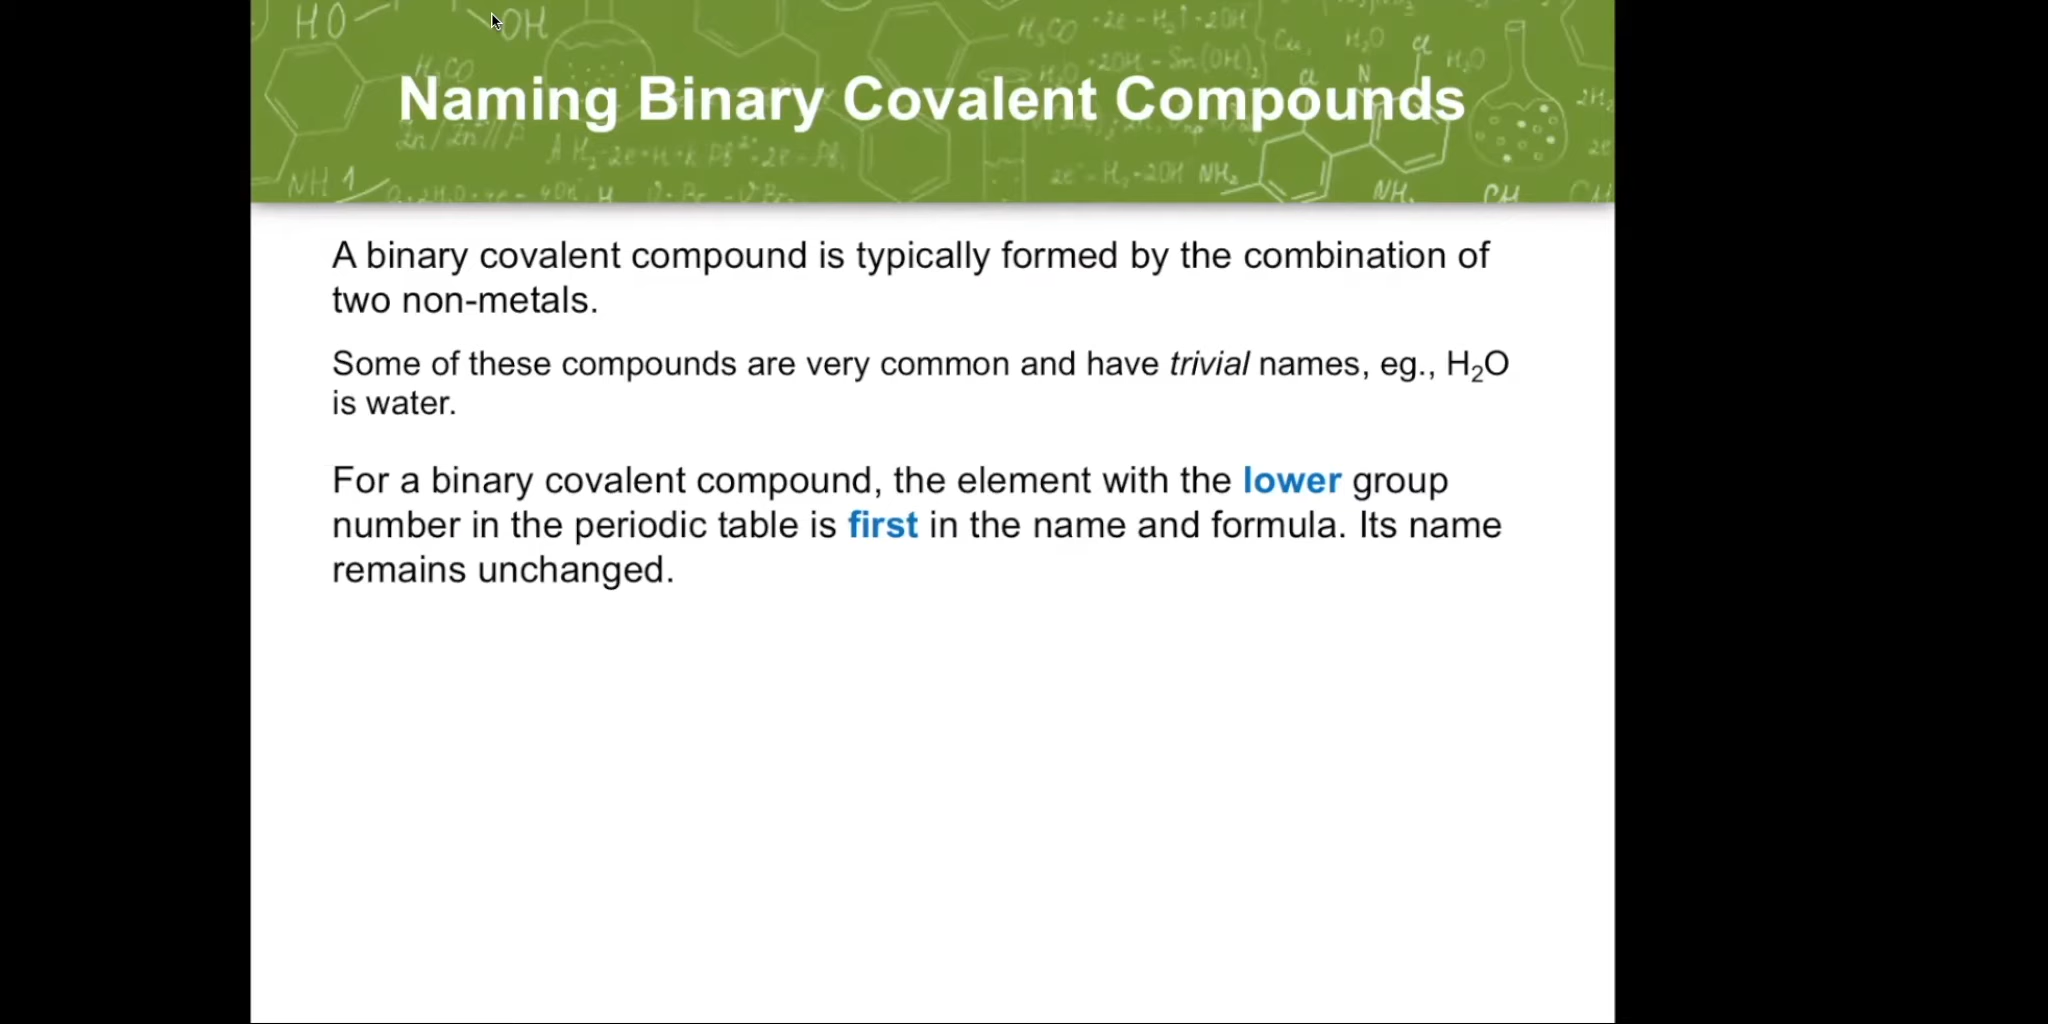 HO
OH
Naming Binary Covalent Compounds
A binary covalent compound is typically formed by the combination of
two non-metals.
Some of these compounds are very common and have trivial names, eg., H₂O
is water.
For a binary covalent compound, the element with the lower group
number in the periodic table is first in the name and formula. Its name
remains unchanged.